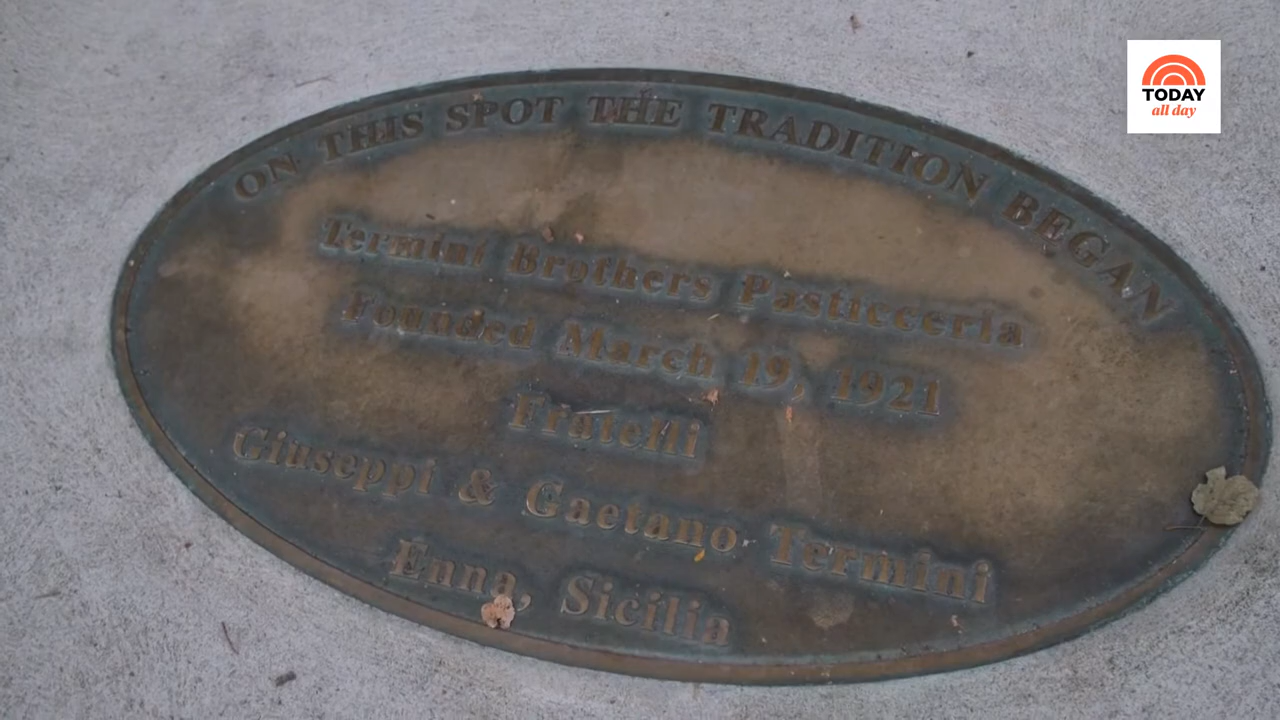 ON THIS SPOT THE TRADITION BEGAN
Termini Brothers Pasticceria
Founded March 19, 1921
Fratelli
Giuseppi & Gaetano Termini
Enna, Sicilia
TODAY
all day